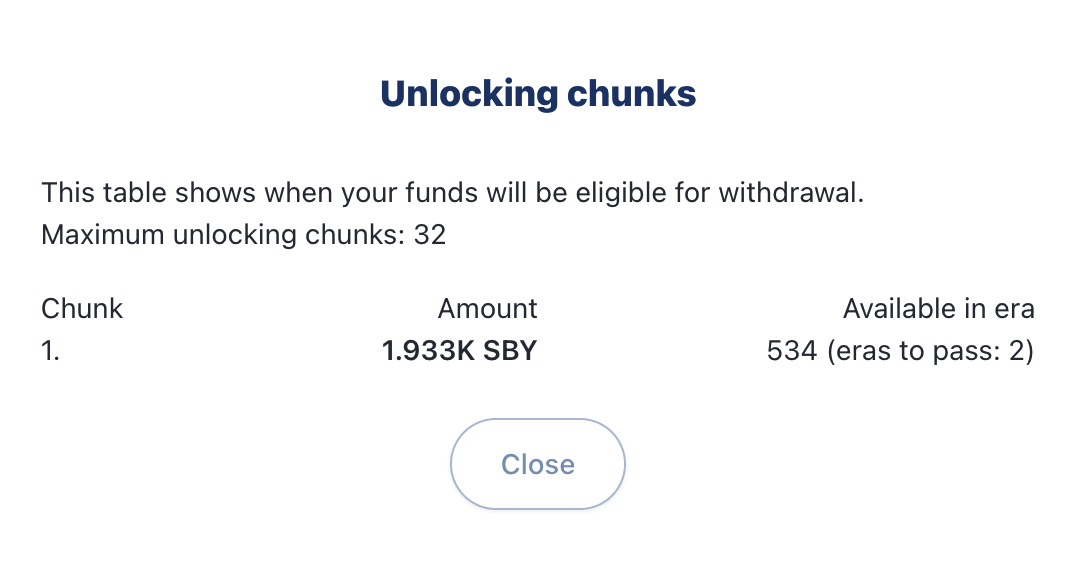 Unlocking chunks
This table shows when your funds will be eligible for withdrawal.
Maximum unlocking chunks: 32
Chunk Amount Available in era
1. 1.933K SBY 534 (eras to pass: 2)
Close